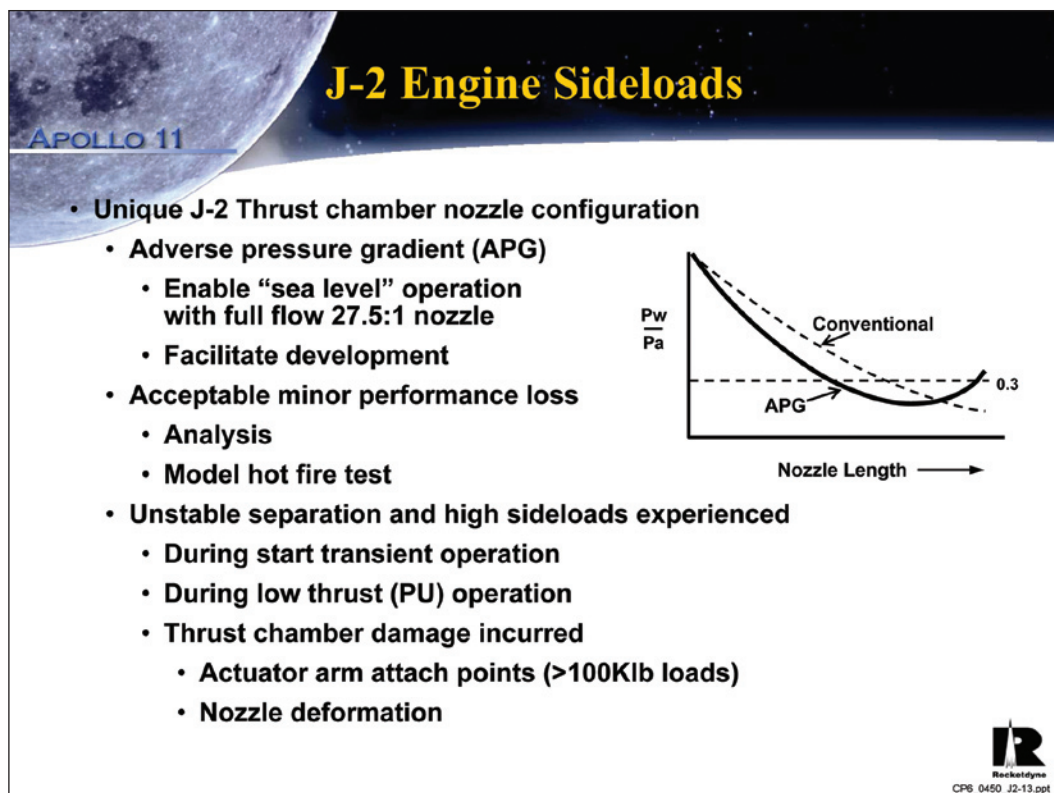 J-2 Engine Sideloads
APOLLO 11
• Unique J-2 Thrust chamber nozzle configuration
• Adverse pressure gradient (APG)
• Enable “sea level” operation
with full flow 27.5:1 nozzle
• Facilitate development
• Acceptable minor performance loss
• Analysis
• Model hot fire test
• Unstable separation and high sideloads experienced
• During start transient operation
• During low thrust (PU) operation
• Thrust chamber damage incurred
• Actuator arm attach points (>100Klb loads)
• Nozzle deformation
Pw
Pa
Conventional
0.3
APG
Nozzle Length
R
Rocketdyne
CP6_0450_J2-13.ppt